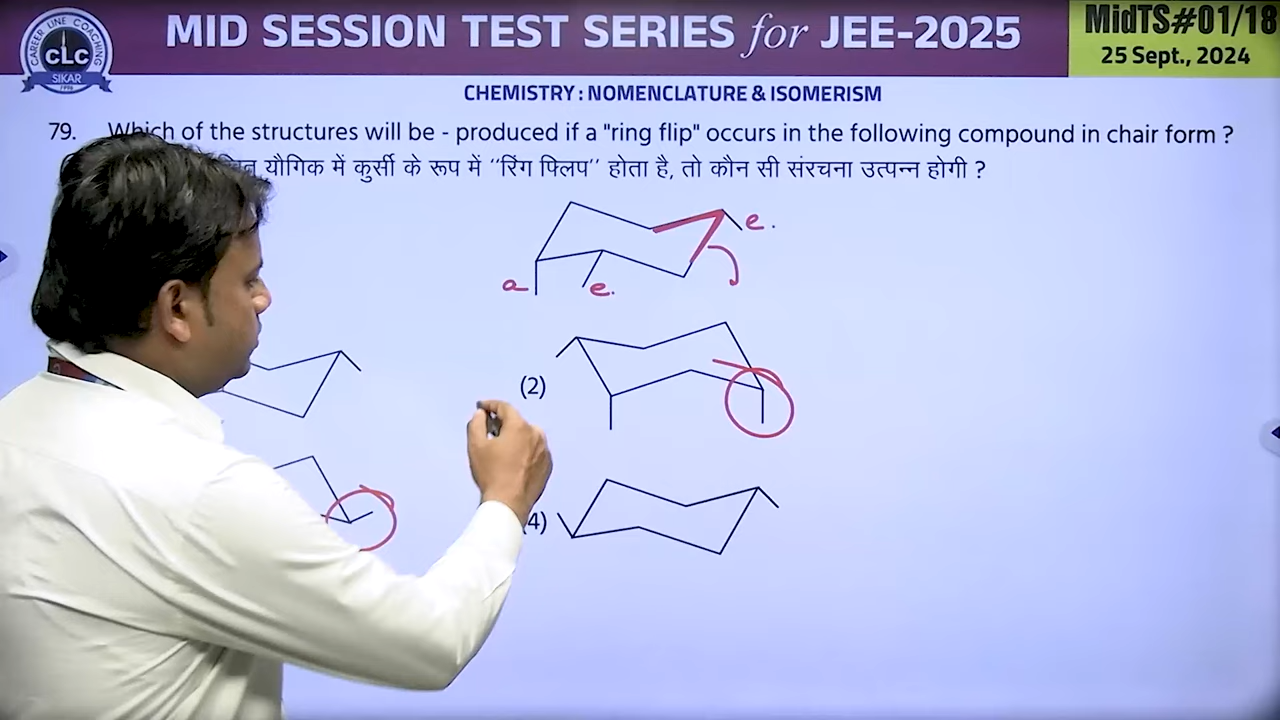 MID SESSION TEST SERIES for JEE-2025
MidTS#01/18
25 Sept., 2024
CAREER LINE COACHING
CLC
SIKAR
CHEMISTRY : NOMENCLATURE & ISOMERISM
79. Which of the structures will be - produced if a "ring flip" occurs in the following compound in chair form ?
यौगिक में कुर्सी के रूप में ''रिंग फ्लिप'' होता है, तो कौन सी संरचना उत्पन्न होगी ?
e.
a e.
(2)
(4)